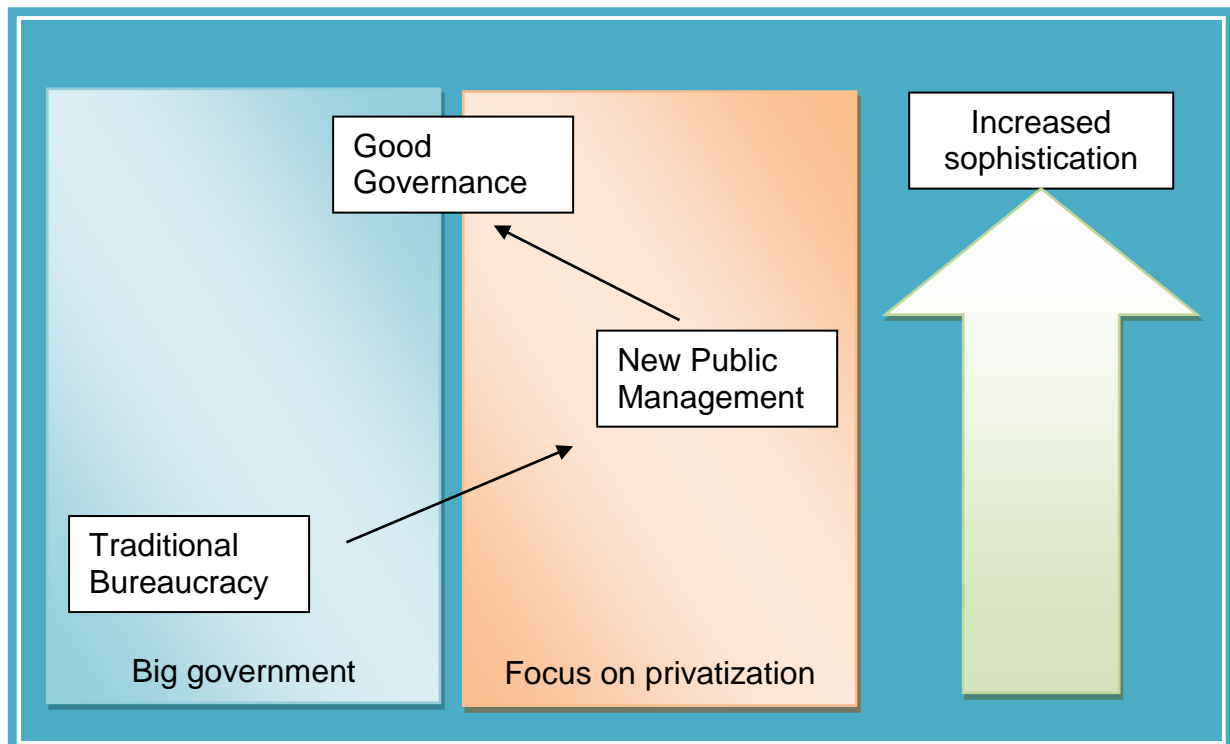 Good
Governance
Increased
sophistication
New Public
Management
Traditional
Bureaucracy
Big government
Focus on privatization